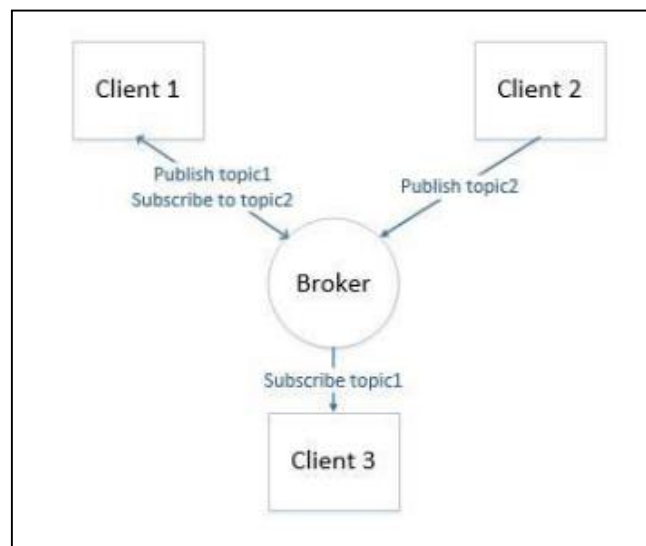 Client 1
Client 2
Publish topic1
Subscribe to topic2
Publish topic2
Broker
Subscribe topic1
Client 3